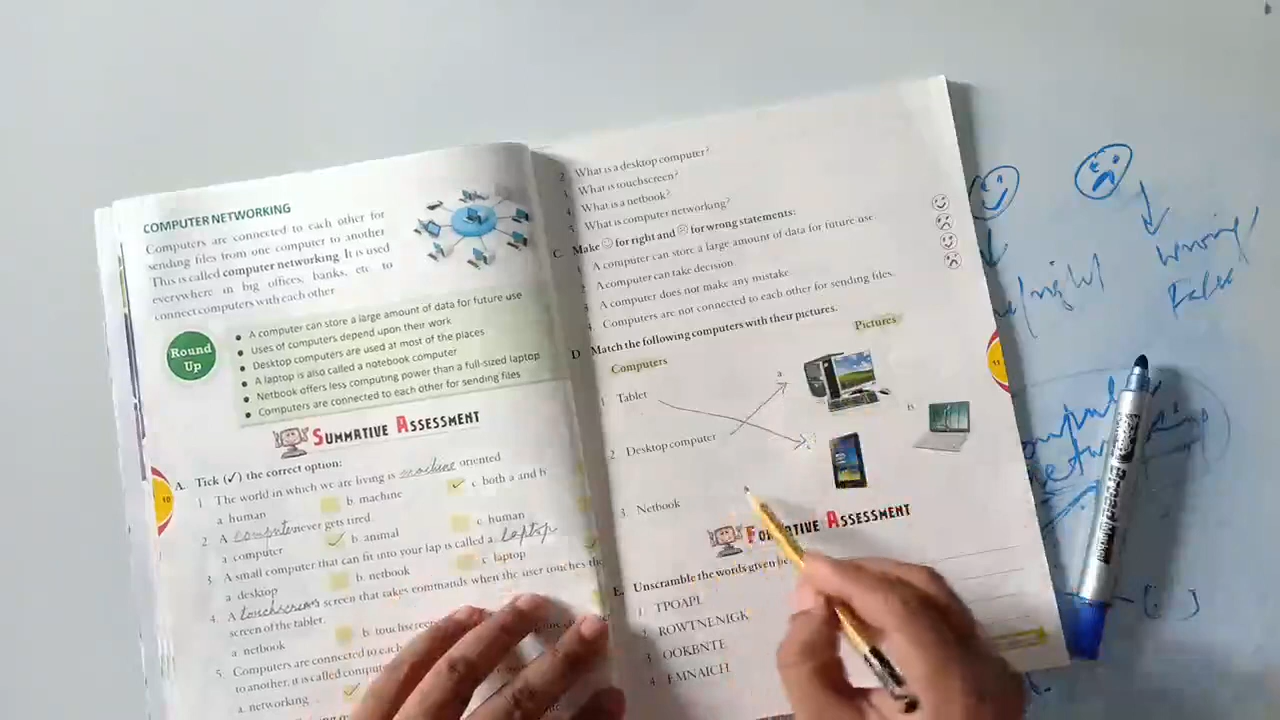 COMPUTER NETWORKING
Computers are connected to each other for
sending files from one computer to another
This is called computer networking. It is used
everywhere in big offices, banks, etc to
connect computers with each other
Round Up
A computer can store a large amount of data for future use
Uses of computers depend upon their work
Desktop computers are used at most of the places
A laptop is also called a notebook computer
Netbook offers less computing power than a full-sized laptop
Computers are connected to each other for sending files
SUMMATIVE ASSESSMENT
A. Tick (✓) the correct option:
1 The world in which we are living is machine oriented
a human b. machine ✓ c. both a and b
2 A computer never gets tired.
a computer ✓ b. animal c. human
3 A small computer that can fit into your lap is called a laptop
a. deskjop b. netbook c laptop
4. A touchscreen screen that takes commands when the user touches the
screen of the tablet.
a netbook b. touchscreen
5. Computers are connected to each
to another, it is called
a. networking ✓
10
2 What is a desktop computer?
3 What is touchscreen?
4 What is a netbook?
5 What is computer networking?
C. Make ☺ for right and ☹ for wrong statements:
1 A computer can store a large amount of data for future use
2 A computer can take decision
3 A computer does not make any mistake
4 Computers are not connected to each other for sending files.
D Match the following computers with their pictures.
Computers Pictures
1 Tablet a.
b.
2 Desktop computer c.
3. Netbook
FORMATIVE ASSESSMENT
E. Unscramble the words given
1 TPOAPL
2 ROWTNENIGK
3 OOKBNTE
4 EMNAICH
11
right
wrong/
False